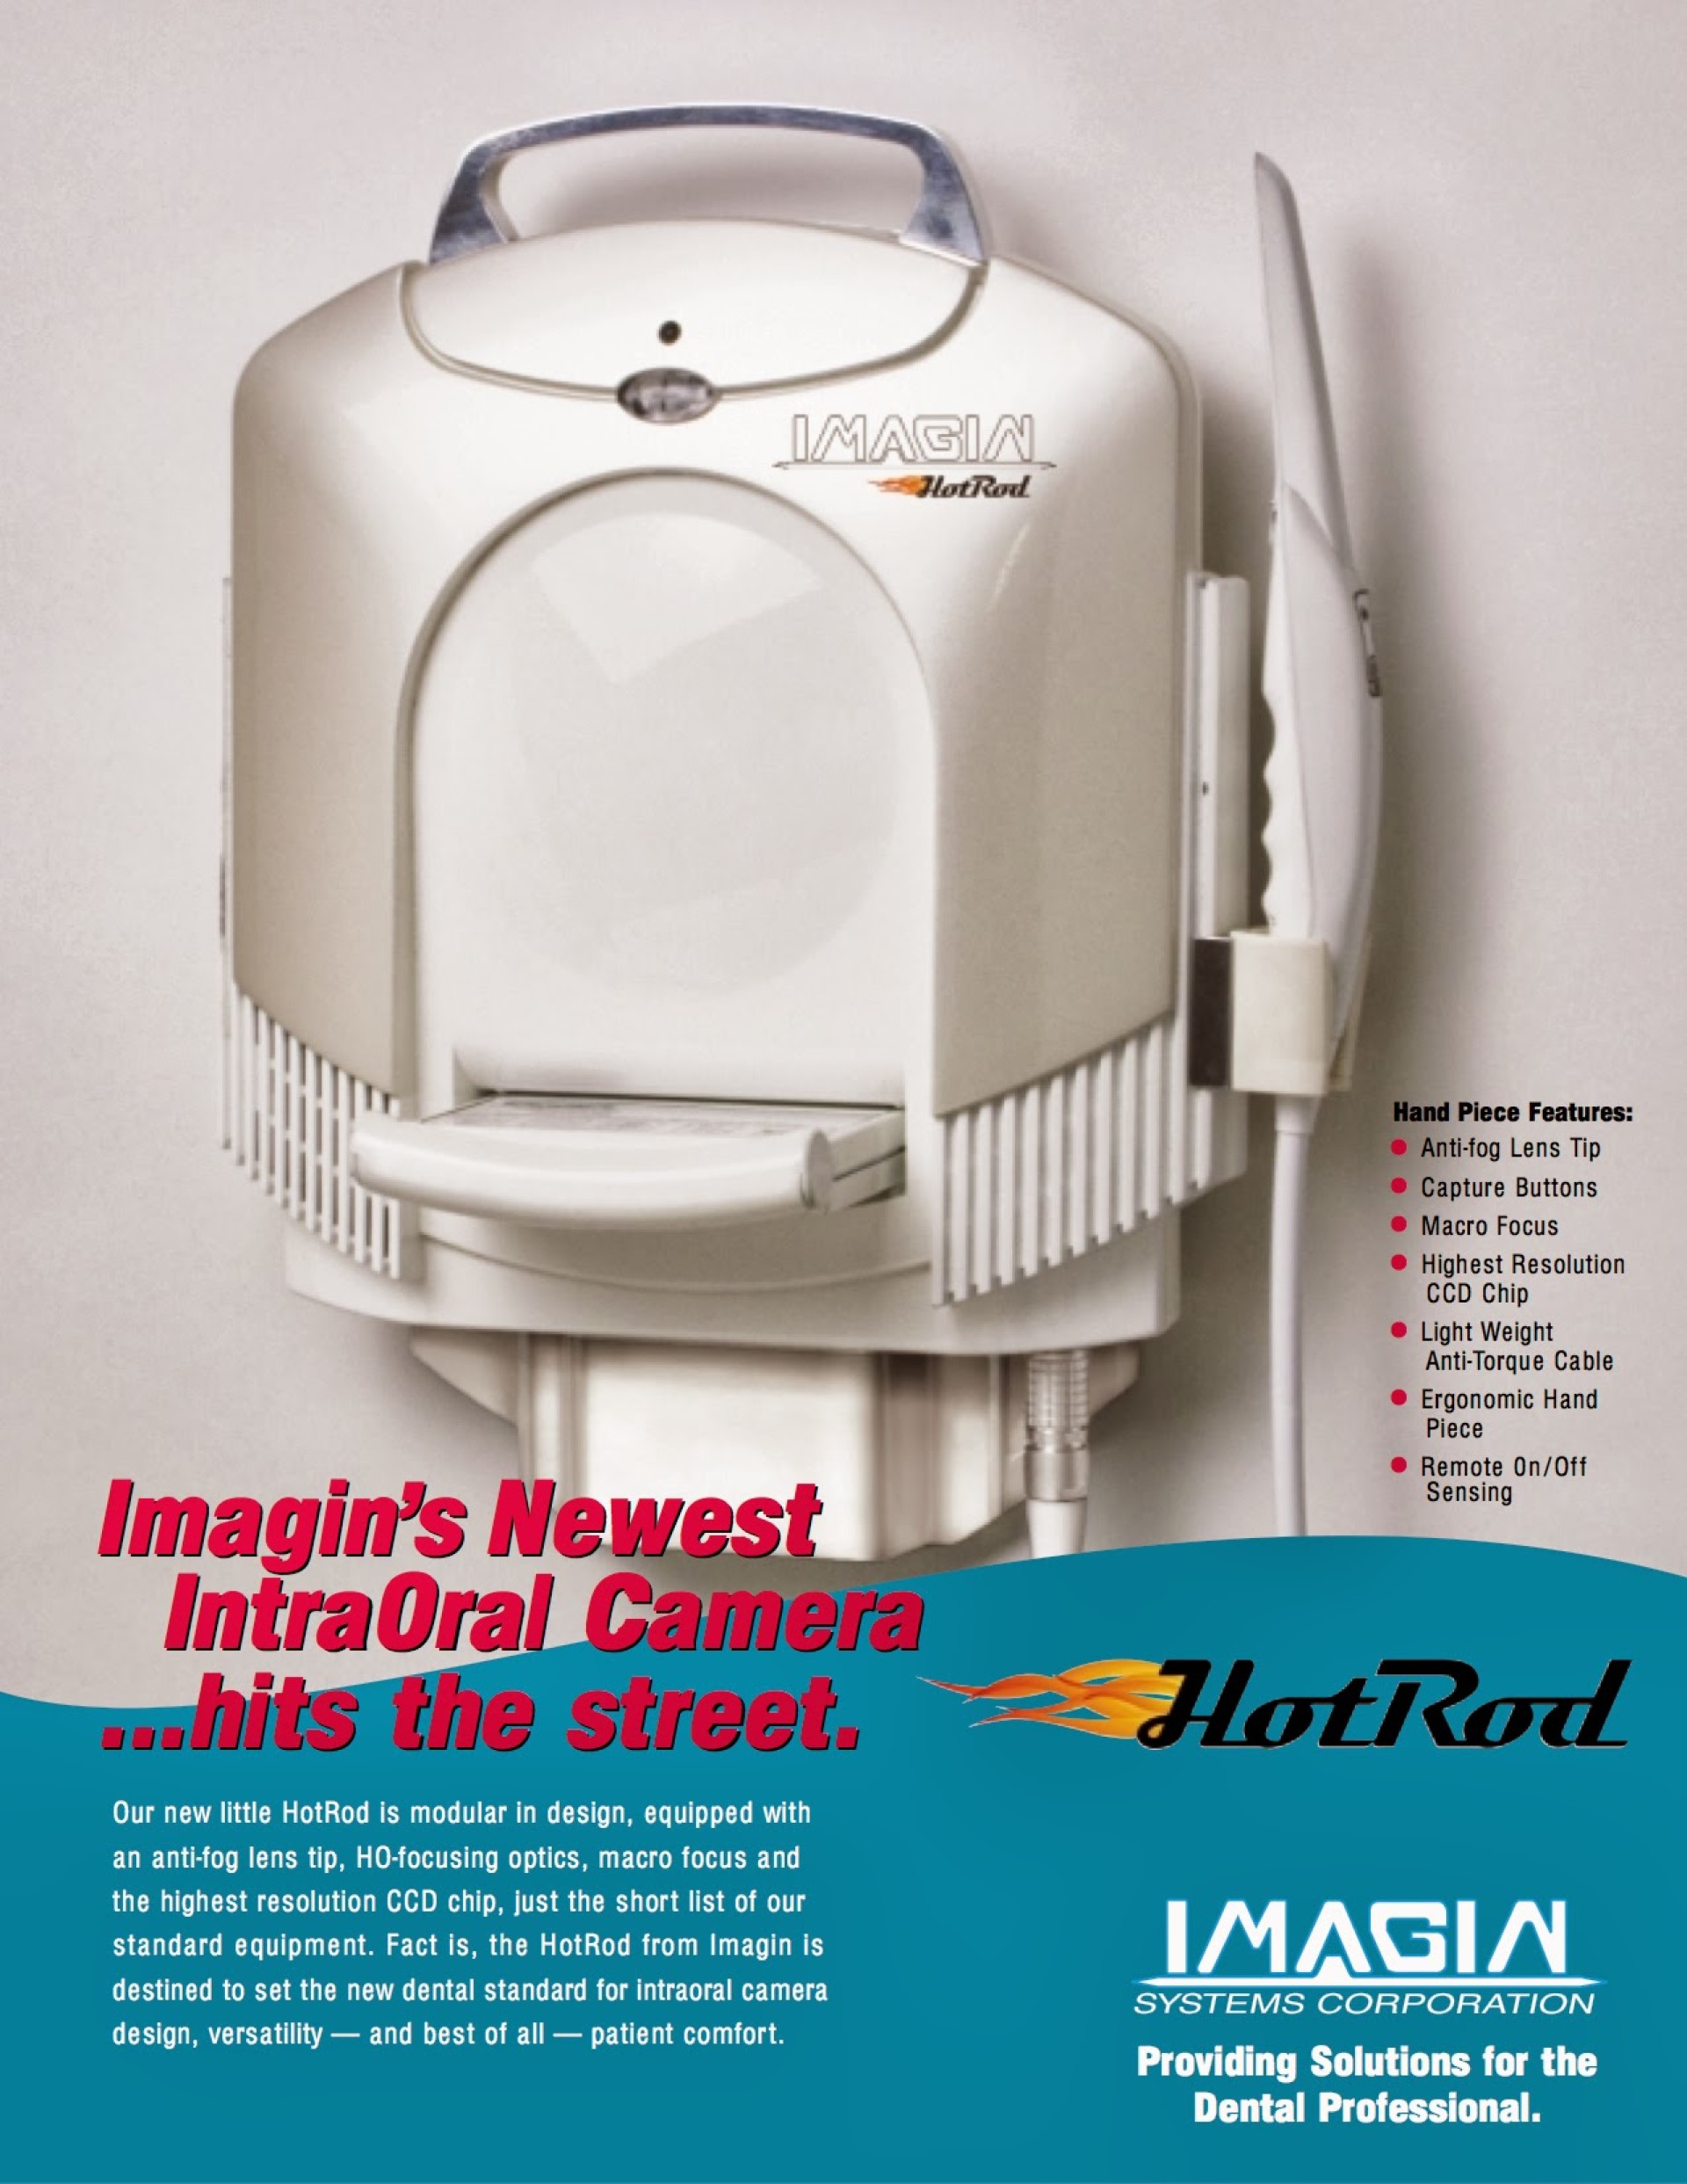 IMAGIN
HotRod
Hand Piece Features:
Anti-fog Lens Tip
Capture Buttons
Macro Focus
Highest Resolution
CCD Chip
Light Weight
Anti-Torque Cable
Ergonomic Hand
Piece
Remote On/Off
Sensing
Imagin's Newest
IntraOral Camera
...hits the street.
HotRod
Our new little HotRod is modular in design, equipped with
an anti-fog lens tip, HO-focusing optics, macro focus and
the highest resolution CCD chip, just the short list of our
standard equipment. Fact is, the HotRod from Imagin is
destined to set the new dental standard for intraoral camera
design, versatility — and best of all — patient comfort.
IMAGIN
SYSTEMS CORPORATION
Providing Solutions for the
Dental Professional.